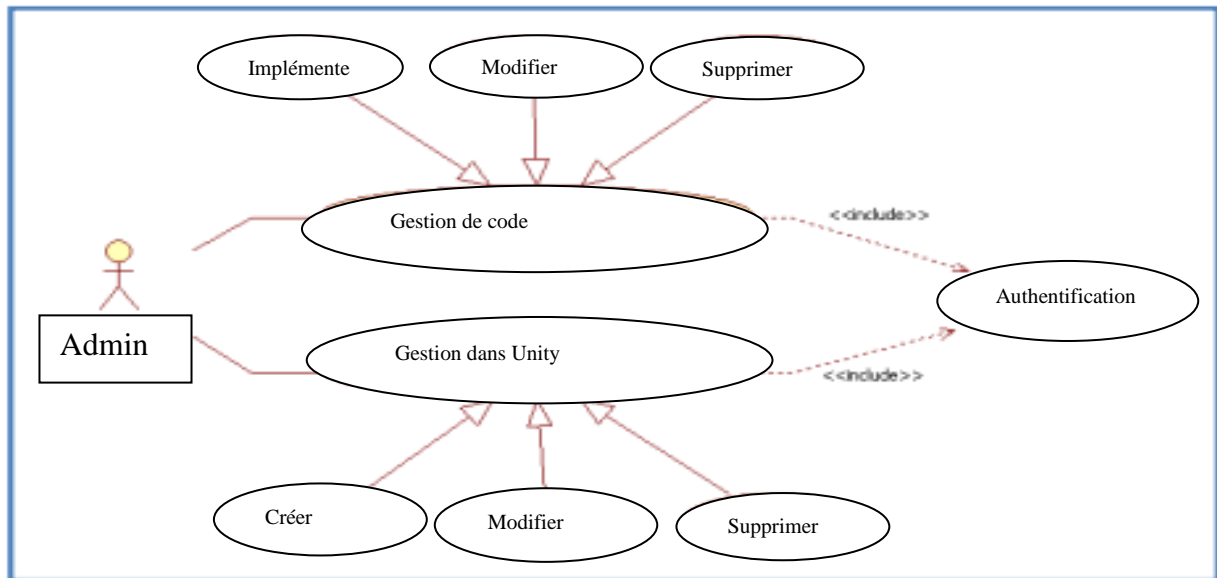 Implémente
Modifier
Supprimer
Gestion de code
<<include>>
Authentification
Admin
Gestion dans Unity
<<include>>
Créer
Modifier
Supprimer